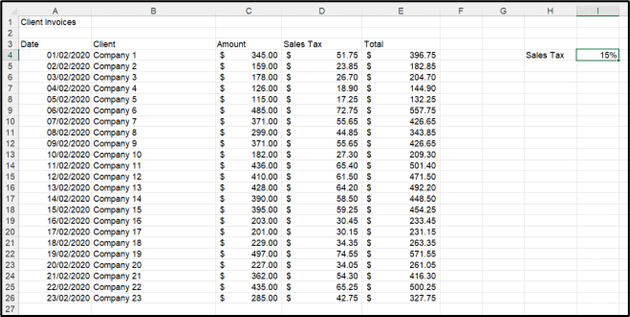 A B C D E F G H I
1 Client Invoices
2
3 Date Client Amount Sales Tax Total
4 01/02/2020 Company 1 $ 345.00 $ 51.75 $ 396.75 Sales Tax 15%
5 02/02/2020 Company 2 $ 159.00 $ 23.85 $ 182.85
6 03/02/2020 Company 3 $ 178.00 $ 26.70 $ 204.70
7 04/02/2020 Company 4 $ 126.00 $ 18.90 $ 144.90
8 05/02/2020 Company 5 $ 115.00 $ 17.25 $ 132.25
9 06/02/2020 Company 6 $ 485.00 $ 72.75 $ 557.75
10 07/02/2020 Company 7 $ 371.00 $ 55.65 $ 426.65
11 08/02/2020 Company 8 $ 299.00 $ 44.85 $ 343.85
12 09/02/2020 Company 9 $ 371.00 $ 55.65 $ 426.65
13 10/02/2020 Company 10 $ 182.00 $ 27.30 $ 209.30
14 11/02/2020 Company 11 $ 436.00 $ 65.40 $ 501.40
15 12/02/2020 Company 12 $ 410.00 $ 61.50 $ 471.50
16 13/02/2020 Company 13 $ 428.00 $ 64.20 $ 492.20
17 14/02/2020 Company 14 $ 390.00 $ 58.50 $ 448.50
18 15/02/2020 Company 15 $ 395.00 $ 59.25 $ 454.25
19 16/02/2020 Company 16 $ 203.00 $ 30.45 $ 233.45
20 17/02/2020 Company 17 $ 201.00 $ 30.15 $ 231.15
21 18/02/2020 Company 18 $ 229.00 $ 34.35 $ 263.35
22 19/02/2020 Company 19 $ 497.00 $ 74.55 $ 571.55
23 20/02/2020 Company 20 $ 227.00 $ 34.05 $ 261.05
24 21/02/2020 Company 21 $ 362.00 $ 54.30 $ 416.30
25 22/02/2020 Company 22 $ 435.00 $ 65.25 $ 500.25
26 23/02/2020 Company 23 $ 285.00 $ 42.75 $ 327.75
27